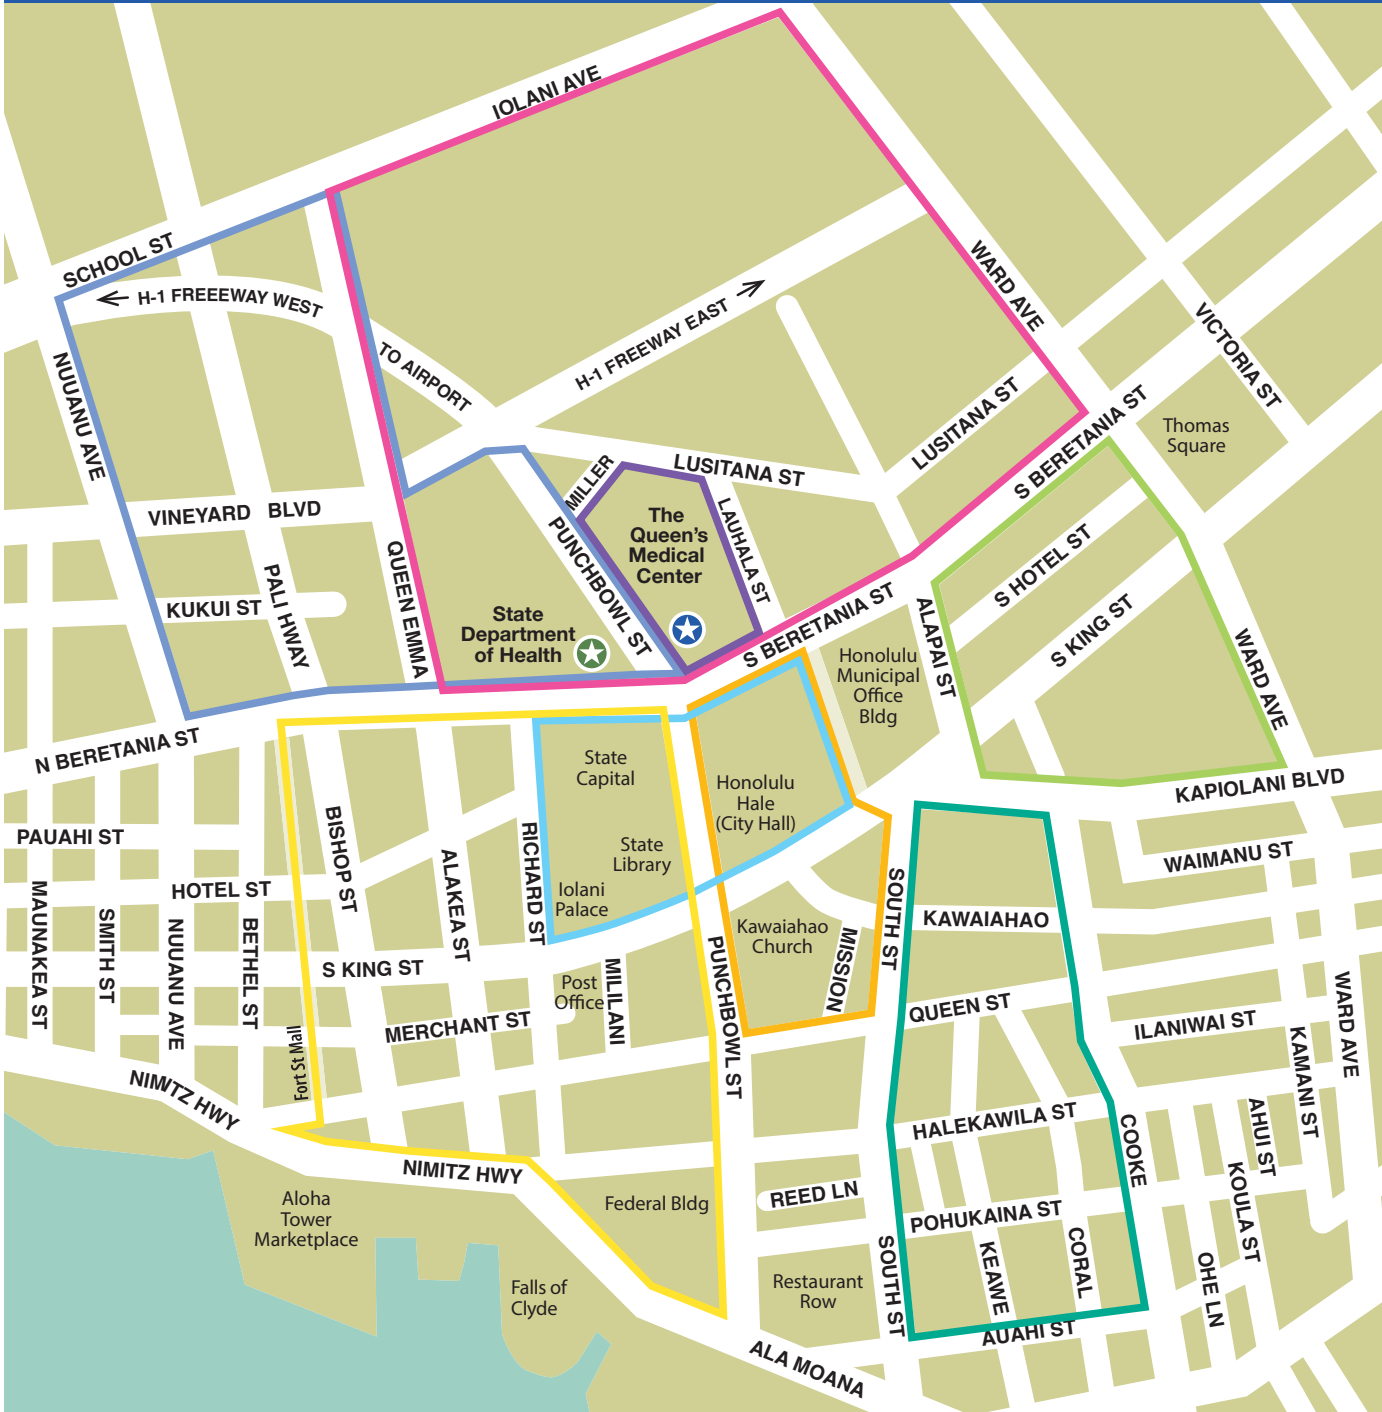 IOLANI AVE
SCHOOL ST
H-1 FREEEWAY WEST
TO AIRPORT
H-1 FREEWAY EAST
WARD AVE
VICTORIA ST
NUUANU AVE
LUSITANA ST
S BERETANIA ST
Thomas
Square
MILLER
LUSITANA ST
VINEYARD BLVD
The
Queen's
Medical
Center
LAUHALA ST
PUNCHBOWL ST
QUEEN EMMA
PALI HWAY
KUKUI ST
State
Department
of Health
S HOTEL ST
S KING ST
ALAPAI ST
S BERETANIA ST
WARD AVE
Honolulu
Municipal
Office
Bldg
N BERETANIA ST
State
Capital
Honolulu
Hale
(City Hall)
KAPIOLANI BLVD
PAUAHI ST
BISHOP ST
RICHARD ST
ALAKEA ST
State
Library
WAIMANU ST
HOTEL ST
Iolani
Palace
MAUNAKEA ST
SMITH ST
NUUANU AVE
BETHEL ST
SOUTH ST
KAWAIAHAO
Kawaiahao
Church
MISSION
S KING ST
PUNCHBOWL ST
Post
Office
MILILANI
MERCHANT ST
QUEEN ST
ILANIWAI ST
WARD AVE
KAMANI ST
Fort St Mall
NIMTZ HWY
HALEKAWILA ST
COOKE
AHUI ST
KOULA ST
NIMITZ HWY
REED LN
Federal Bldg
POHUKAINA ST
Aloha
Tower
Marketplace
SOUTH ST
KEAWE
CORAL
OHE LN
Falls of
Clyde
Restaurant
Row
AUAHI ST
ALA MOANA